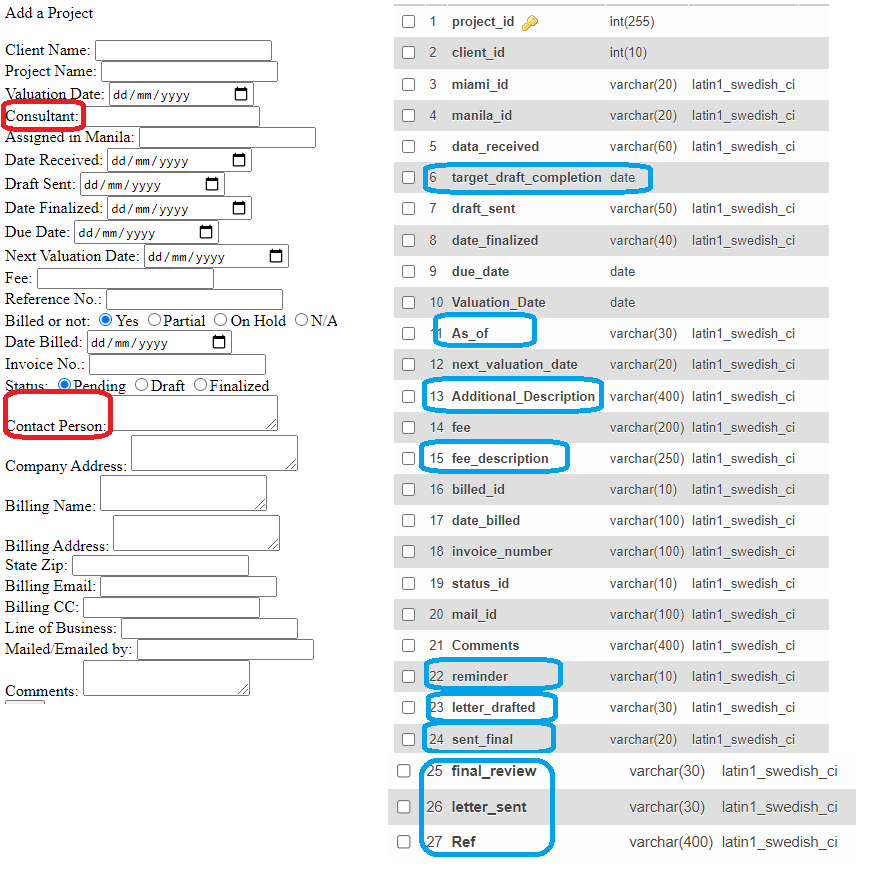 Add a Project
Client Name:
Project Name:
Valuation Date: dd/mm/yyyy
Consultant:
Assigned in Manila:
Date Received: dd/mm/yyyy
Draft Sent: dd/mm/yyyy
Date Finalized: dd/mm/yyyy
Due Date: dd/mm/yyyy
Next Valuation Date: dd/mm/yyyy
Fee:
Reference No.:
Billed or not: Yes Partial On Hold N/A
Date Billed: dd/mm/yyyy
Invoice No.:
Status: Pending Draft Finalized
Contact Person:
Company Address:
Billing Name:
Billing Address:
State Zip:
Billing Email:
Billing CC:
Line of Business:
Mailed/Emailed by:
Comments:
1 project_id int(255)
2 client_id int(10)
3 miami_id varchar(20) latin1_swedish_ci
4 manila_id varchar(20) latin1_swedish_ci
5 data_received varchar(60) latin1_swedish_ci
6 target_draft_completion date
7 draft_sent varchar(50) latin1_swedish_ci
8 date_finalized varchar(40) latin1_swedish_ci
9 due_date date
10 Valuation_Date date
11 As_of varchar(30) latin1_swedish_ci
12 next_valuation_date varchar(20) latin1_swedish_ci
13 Additional_Description varchar(400) latin1_swedish_ci
14 fee varchar(200) latin1_swedish_ci
15 fee_description varchar(250) latin1_swedish_ci
16 billed_id varchar(10) latin1_swedish_ci
17 date_billed varchar(100) latin1_swedish_ci
18 invoice_number varchar(100) latin1_swedish_ci
19 status_id varchar(10) latin1_swedish_ci
20 mail_id varchar(100) latin1_swedish_ci
21 Comments varchar(400) latin1_swedish_ci
22 reminder varchar(10) latin1_swedish_ci
23 letter_drafted varchar(30) latin1_swedish_ci
24 sent_final varchar(20) latin1_swedish_ci
25 final_review varchar(30) latin1_swedish_ci
26 letter_sent varchar(30) latin1_swedish_ci
27 Ref varchar(400) latin1_swedish_ci